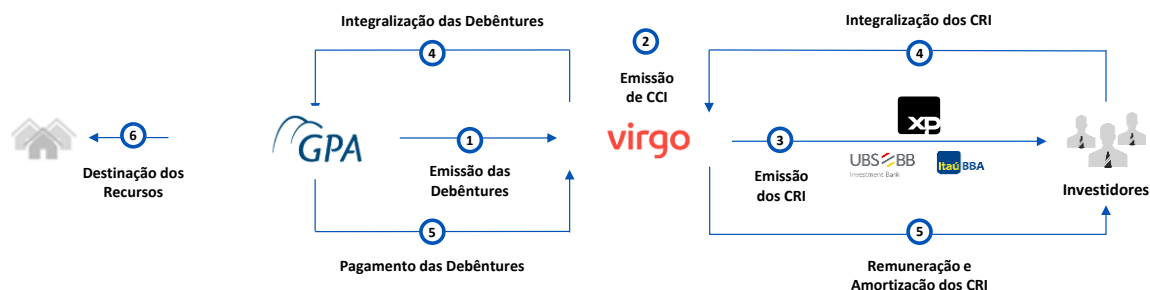 Integralização das Debêntures
4
2
Emissão
de CCI
Integralização dos CRI
4
6
Destinação dos
Recursos
GPA
1
Emissão das
Debêntures
virgo
3
Emissão
dos CRI
xp
UBS BB
Investment Bank
Itaú BBA
Investidores
5
Pagamento das Debêntures
5
Remuneração e
Amortização dos CRI